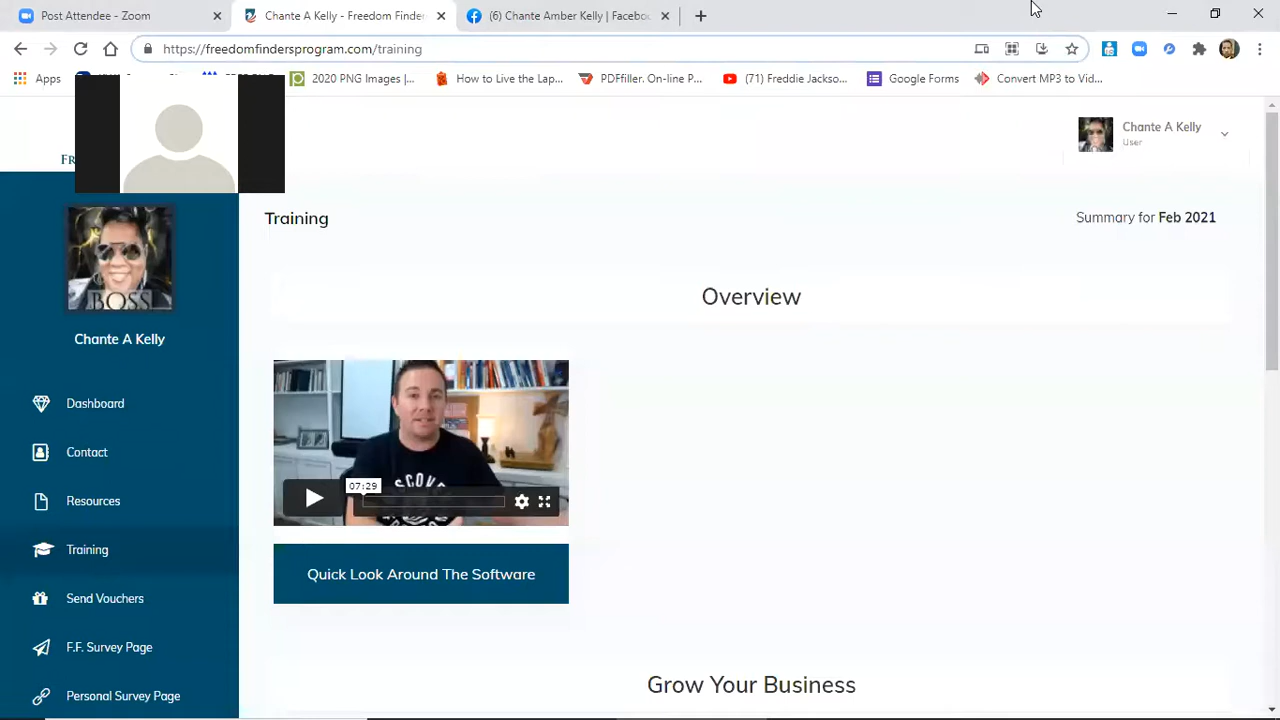 Post Attendee - Zoom
Chante A Kelly - Freedom Finder
(6) Chante Amber Kelly | Facebo
https://freedomfindersprogram.com/training
Apps
2020 PNG Images |...
How to Live the Lap...
PDFfiller. On-line P...
(71) Freddie Jackso...
Google Forms
Convert MP3 to Vid...
Chante A Kelly
User
Training
Summary for Feb 2021
BOSS
Chante A Kelly
Overview
Dashboard
Contact
Resources
Training
Send Vouchers
F.F. Survey Page
Personal Survey Page
07:29
Quick Look Around The Software
Grow Your Business